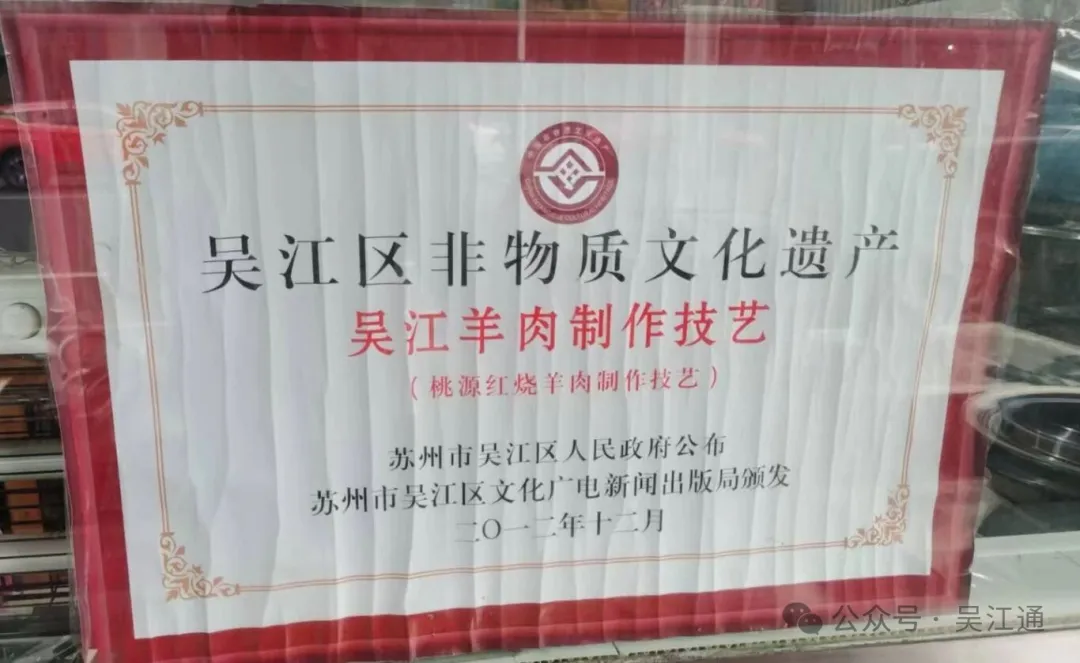 吴江区非物质文化遗产
吴江羊肉制作技艺
（桃源红烧羊肉制作技艺）
苏州市吴江区人民政府公布
苏州市吴江区文化广电新闻出版局颁发
二〇一二年十二月
公众号·吴江通